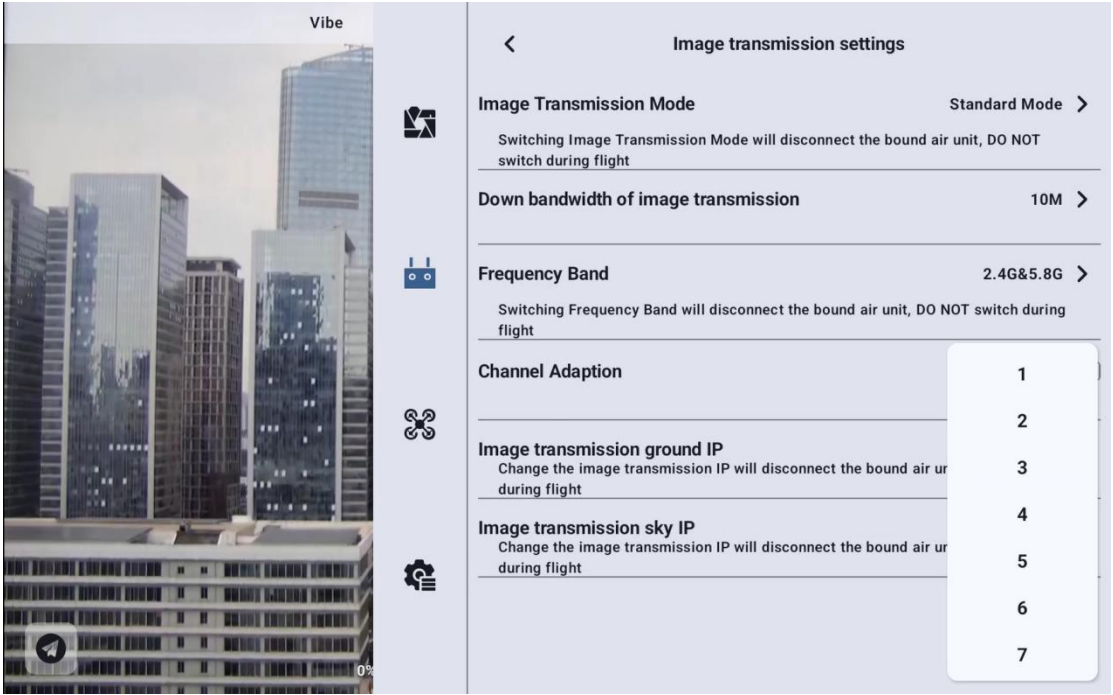 Vibe
Image transmission settings
Image Transmission Mode
Standard Mode
Switching Image Transmission Mode will disconnect the bound air unit, DO NOT
switch during flight
Down bandwidth of image transmission
10M
Frequency Band
2.4G&5.8G
Switching Frequency Band will disconnect the bound air unit, DO NOT switch during
flight
Channel Adaption
Image transmission ground IP
Change the image transmission IP will disconnect the bound air
during flight
Image transmission sky IP
Change the image transmission IP will disconnect the bound air
during flight
1
2
3
4
5
6
7
0%